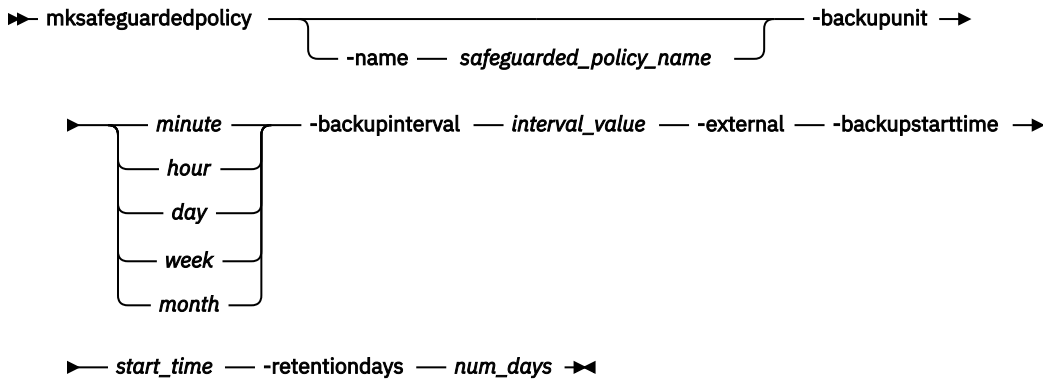 mksafeguardedpolicy -backupunit
-name safeguarded_policy_name
minute -backupinterval interval_value -external -backupstarttime
hour
day
week
month
start_time -retentiondays num_days